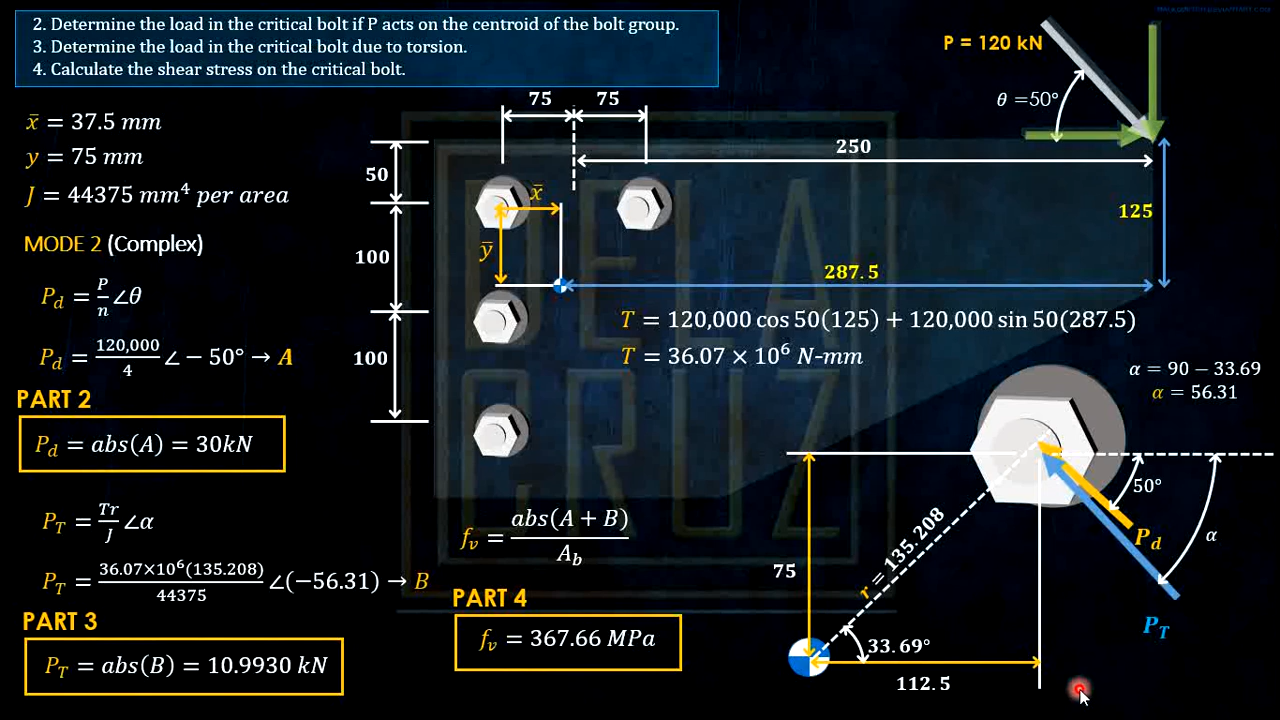 2. Determine the load in the critical bolt if P acts on the centroid of the bolt group.
3. Determine the load in the critical bolt due to torsion.
4. Calculate the shear stress on the critical bolt.
x̄ = 37.5 mm
y = 75 mm
J = 44375 mm⁴ per area
MODE 2 (Complex)
P_d = P/n ∠θ
P_d = 120,000/4 ∠ − 50° → A
PART 2
P_d = abs(A) = 30kN
P_T = Tr/J ∠α
P_T = 36.07×10⁶(135.208)/44375 ∠(−56.31) → B
PART 3
P_T = abs(B) = 10.9930 kN
f_v = abs(A + B)/A_b
PART 4
f_v = 367.66 MPa
P = 120 kN
θ =50°
75
75
250
50
x̄
125
ȳ
100
287.5
T = 120,000 cos 50(125) + 120,000 sin 50(287.5)
T = 36.07 × 10⁶ N-mm
100
DELA
CRUZ
α = 90 − 33.69
α = 56.31
50°
P_d
α
r = 135.208
75
P_T
33.69°
112.5